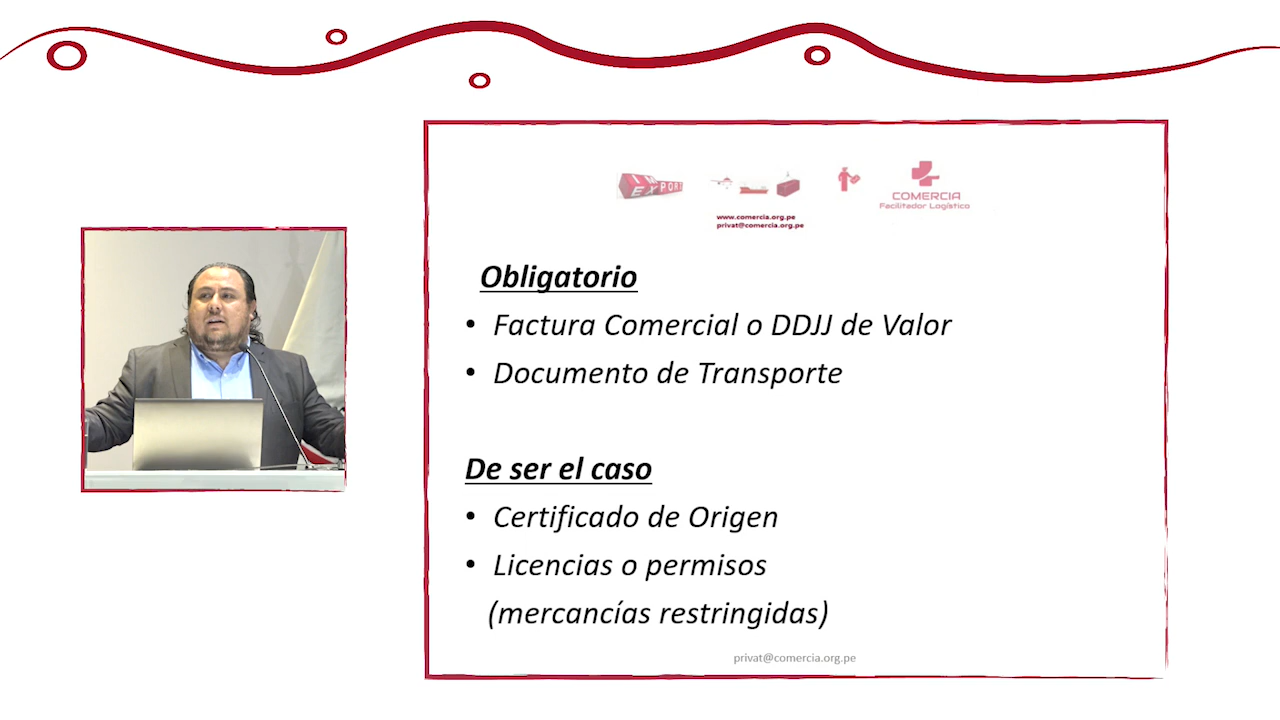 IM
EXPORT
COMERCIA
Facilitador Logístico
www.comercia.org.pe
privat@comercia.org.pe
Obligatorio
• Factura Comercial o DDJJ de Valor
• Documento de Transporte
De ser el caso
• Certificado de Origen
• Licencias o permisos
(mercancías restringidas)
privat@comercia.org.pe